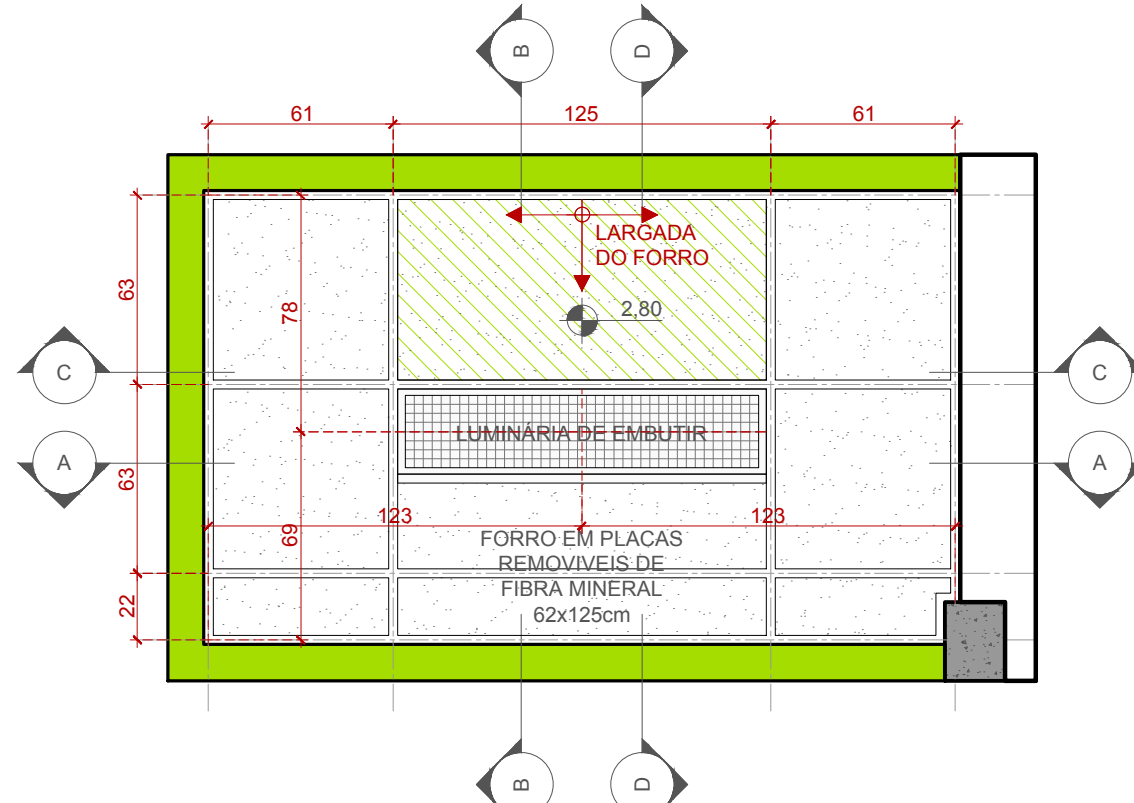 B
D
61
125
61
LARGADA
DO FORRO
63
78
2,80
C
C
LUMINÁRIA DE EMBUTIR
A
A
63
123
123
69
FORRO EM PLACAS
REMOVIVEIS DE
FIBRA MINERAL
62x125cm
22
B
D